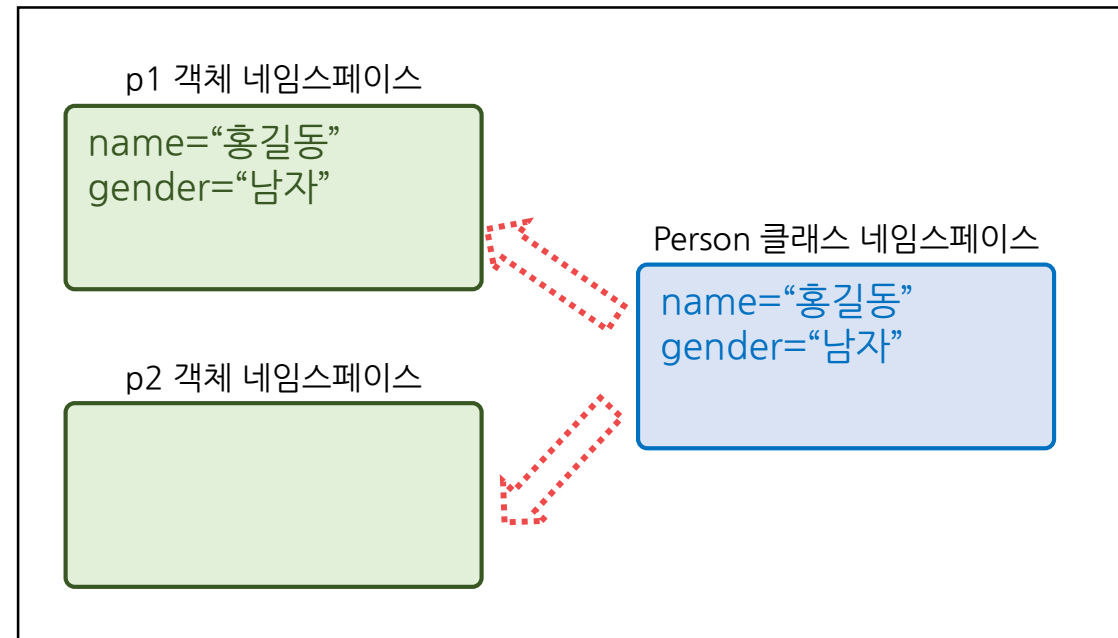 p1 객체 네임스페이스
name=“홍길동”
gender=“남자”
Person 클래스 네임스페이스
name=“홍길동”
gender=“남자”
p2 객체 네임스페이스